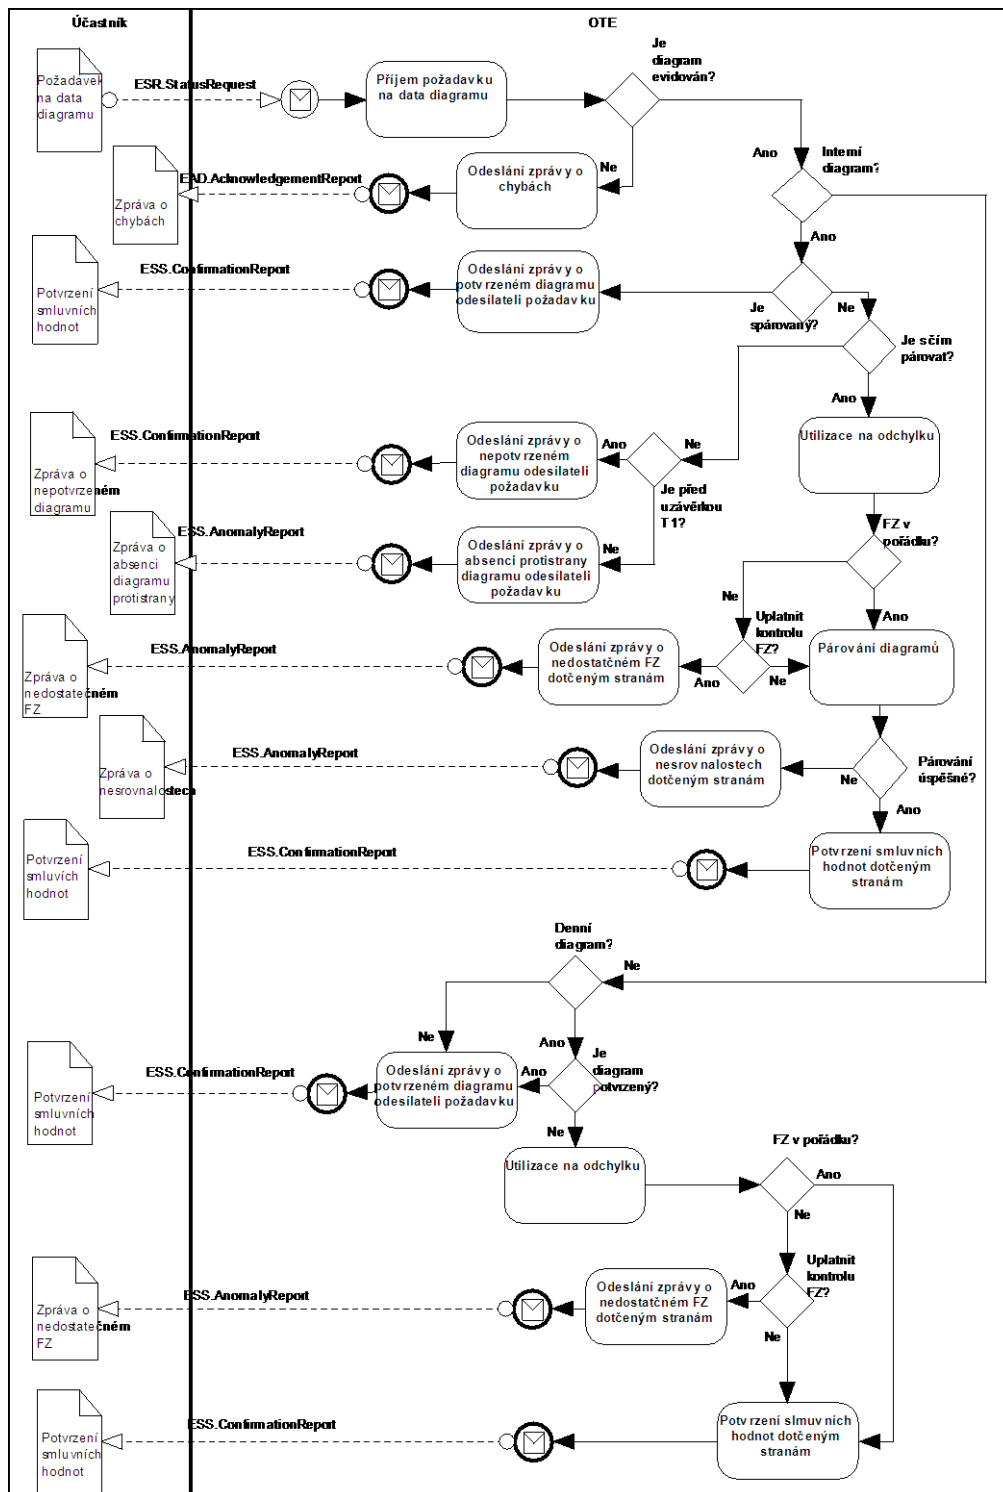 Účastník
OTE
Požadavek
na data
diagramu
ESR.StatusRequest
Příjem požadavku
na data diagramu
Je
diagram
evidován?
Ano
Interní
diagram?
Ne
Odeslání zprávy o
chybách
EAD.AcknowledgementReport
Zpráva o
chybách
Ano
Odeslání zprávy o
potvrzeném diagramu
odesílateli požadavku
ESS.ConfirmationReport
Potvrzení
smluvních
hodnot
Je
spárovaný?
Ne
Je s čím
párovat?
Ano
Utilizace na odchylku
Ne
Je před
uzávěrkou
T1?
Ano
Odeslání zprávy o
nepotvrzeném
diagramu odesílateli
požadavku
ESS.ConfirmationReport
Zpráva o
nepotvrzeném
diagramu
Ne
Odeslání zprávy o
absenci protistrany
diagramu odesílateli
požadavku
ESS.AnomalyReport
Zpráva o
absenci
diagramu
protistrany
FZ v
pořádku?
Ne
Ano
Uplatnit
kontrolu
FZ?
Párování diagramů
Ne
Ano
Odeslání zprávy o
nedostatčném FZ
dotčeným stranám
ESS.AnomalyReport
Zpráva o
nedostatečném
FZ
Párování
úspěšné?
Ne
Odeslání zprávy o
nesrovnalostech
dotčeným stranám
ESS.AnomalyReport
Zpráva o
nesrovnalostech
Ano
Potvrzení smluvních
hodnot dotčeným
stranám
ESS.ConfirmationReport
Potvrzení
smluvích
hodnot
Denní
diagram?
Ne
Ne
Ano
Je
diagram
potvrzený?
Ano
Odeslání zprávy o
potvrzeném diagramu
odesílateli požadavku
ESS.ConfirmationReport
Potvrzení
smluvních
hodnot
Ne
Utilizace na odchylku
FZ v pořádku?
Ano
Ne
Uplatnit
kontrolu
FZ?
Ano
Odeslání zprávy o
nedostatčném FZ
dotčeným stranám
ESS.AnomalyReport
Zpráva o
nedostatečném
FZ
Ne
Potvrzení slmuvních
hodnot dotčeným
stranám
ESS.ConfirmationReport
Potvrzení
smluvních
hodnot